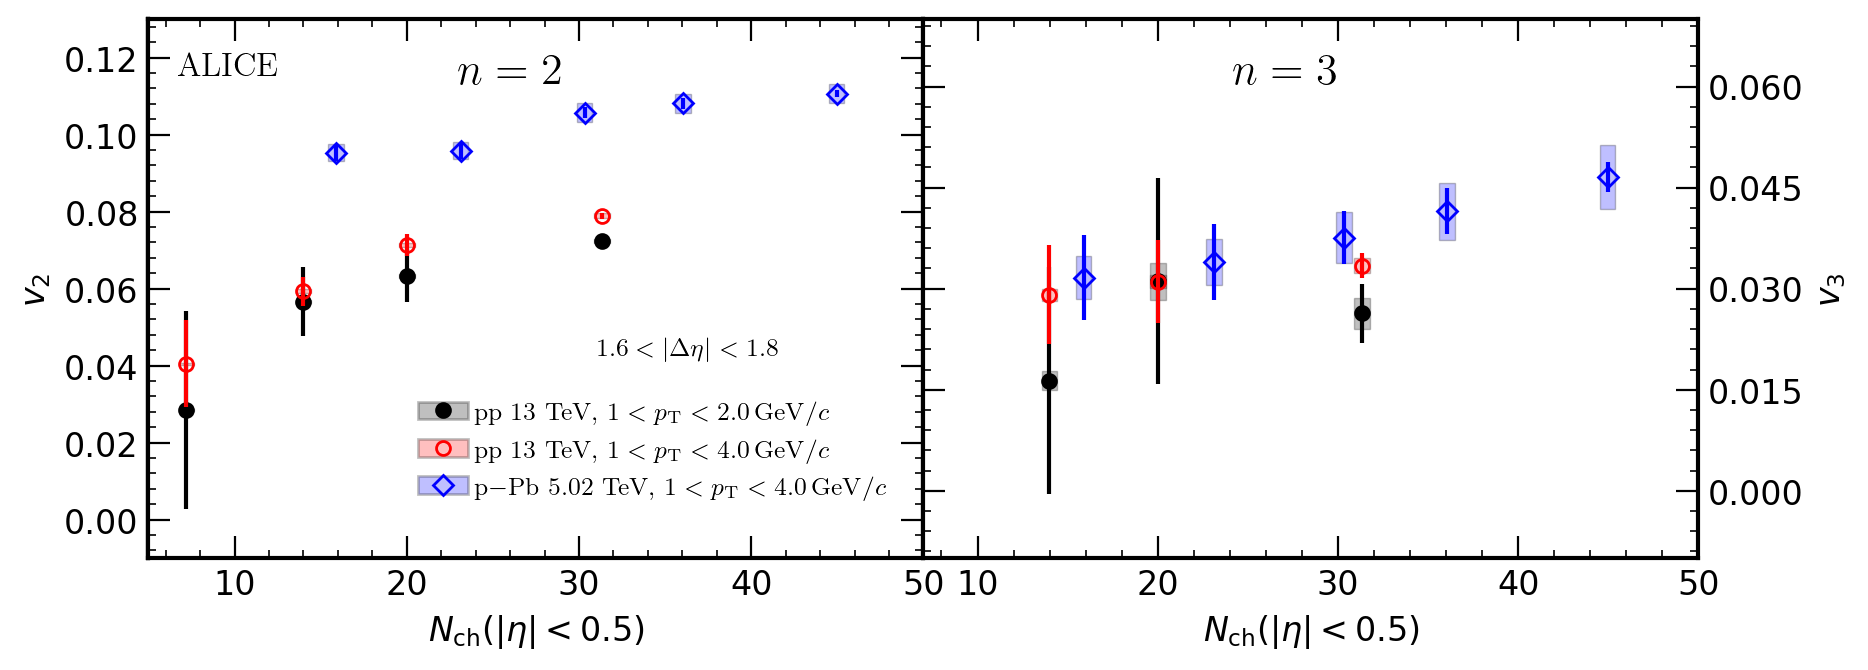 ALICE
n = 2
n = 3
0.12
0.10
0.08
0.06
0.04
0.02
0.00
v2
1.6 < |Δη| < 1.8
pp 13 TeV, 1 < pT < 2.0 GeV/c
pp 13 TeV, 1 < pT < 4.0 GeV/c
p−Pb 5.02 TeV, 1 < pT < 4.0 GeV/c
0.060
0.045
0.030
0.015
0.000
v3
10 20 30 40 50 10 20 30 40 50
Nch(|η| < 0.5)
Nch(|η| < 0.5)